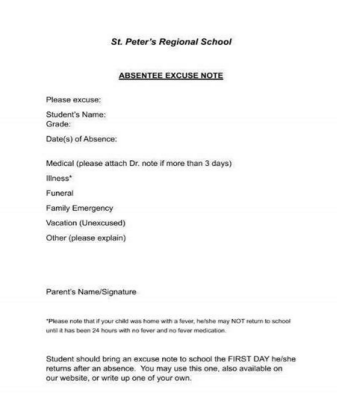 St. Peter's Regional School
ABSENTEE EXCUSE NOTE
Please excuse:
Student's Name:
Grade:
Date(s) of Absence:
Medical (please attach Dr. note if more than 3 days)
Illness*
Funeral
Family Emergency
Vacation (Unexcused)
Other (please explain)
Parent's Name/Signature
*Please note that if your child was home with a fever, he/she may NOT return to school
until it has been 24 hours with no fever and no fever medication.
Student should bring an excuse note to school the FIRST DAY he/she
returns after an absence. You may use this one, also available on
our website, or write up one of your own.